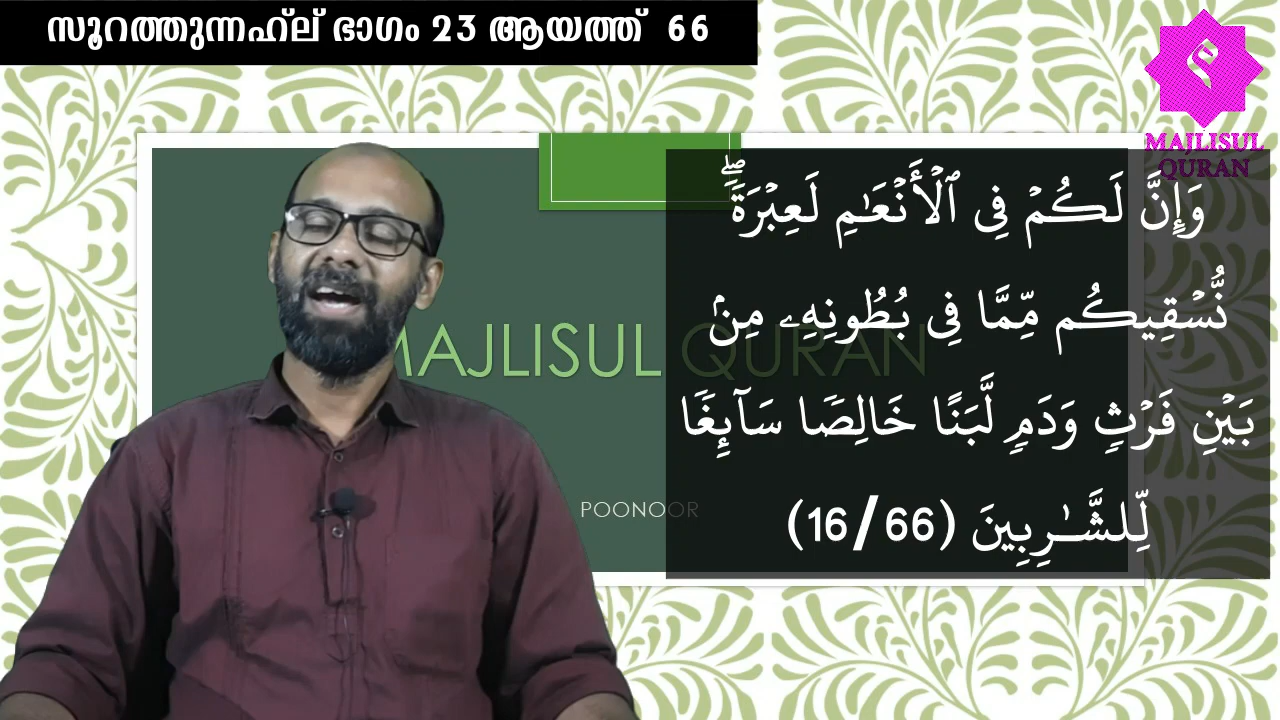 സൂറത്തുന്നഹ്ല് ഭാഗം 23 ആയത്ത് 66
MAJLISUL
QURAN
وَإِنَّ لَكُمْ فِى ٱلْأَنْعَـٰمِ لَعِبْرَةًۖ
نُّسْقِيكُم مِّمَّا فِى بُطُونِهِۦ مِنۢ
بَيْنِ فَرْثٍ وَدَمٍ لَّبَنًا خَالِصًا سَآئِغًا
لِّلشَّـٰرِبِينَ (16/66)
MAJLISUL QURAN
POONOOR